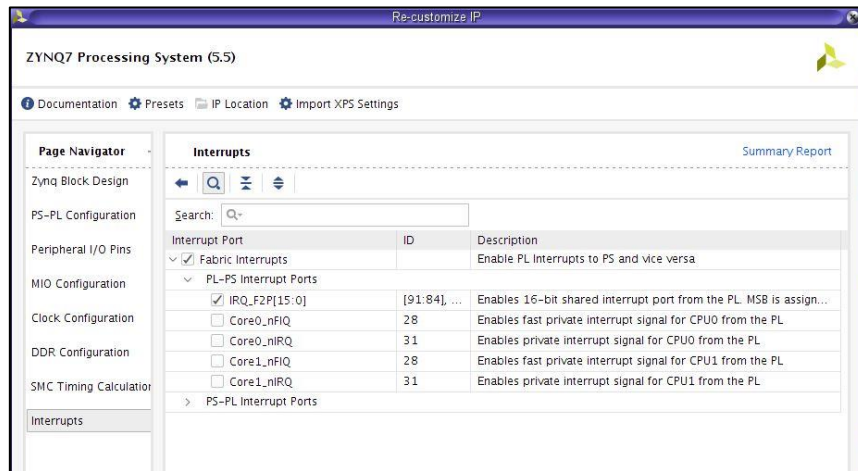 Re-customize IP
ZYNQ7 Processing System (5.5)
Documentation Presets IP Location Import XPS Settings
Page Navigator
Zynq Block Design
PS-PL Configuration
Peripheral I/O Pins
MIO Configuration
Clock Configuration
DDR Configuration
SMC Timing Calculation
Interrupts
Interrupts Summary Report
Search:
Interrupt Port ID Description
Fabric Interrupts Enable PL Interrupts to PS and vice versa
PL-PS Interrupt Ports
IRQ_F2P[15:0] [91:84], ... Enables 16-bit shared interrupt port from the PL. MSB is assign...
Core0_nFIQ 28 Enables fast private interrupt signal for CPU0 from the PL
Core0_nIRQ 31 Enables private interrupt signal for CPU0 from the PL
Core1_nFIQ 28 Enables fast private interrupt signal for CPU1 from the PL
Core1_nIRQ 31 Enables private interrupt signal for CPU1 from the PL
PS-PL Interrupt Ports